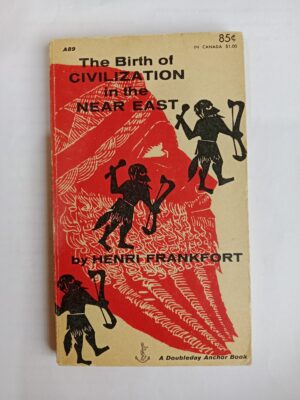 A89
85¢
IN CANADA $1.00
The Birth of
CIVILIZATION
in the
NEAR EAST
by HENRI FRANKFORT
A Doubleday Anchor Book